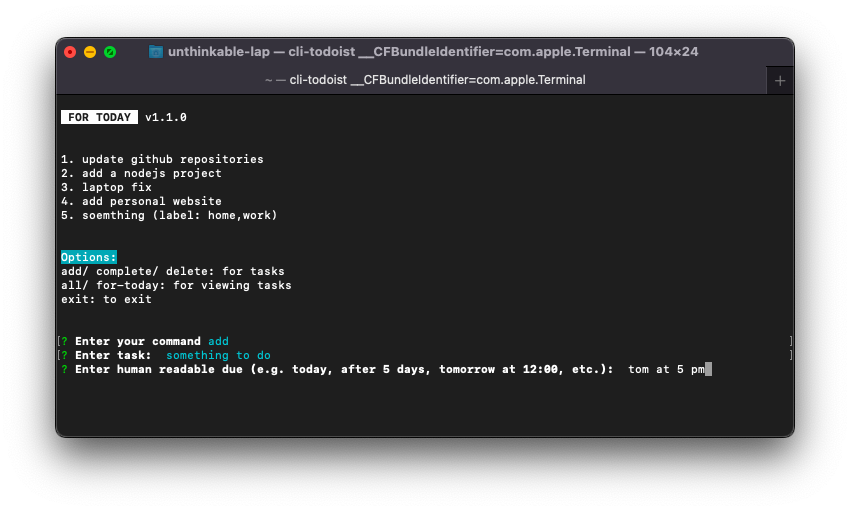 unthinkable-lap — cli-todoist __CFBundleIdentifier=com.apple.Terminal — 104×24
~ — cli-todoist __CFBundleIdentifier=com.apple.Terminal +
FOR TODAY v1.1.0
1. update github repositories
2. add a nodejs project
3. laptop fix
4. add personal website
5. soemthing (label: home,work)
Options:
add/ complete/ delete: for tasks
all/ for-today: for viewing tasks
exit: to exit
[? Enter your command add ]
[? Enter task:  something to do ]
? Enter human readable due (e.g. today, after 5 days, tomorrow at 12:00, etc.):  tom at 5 pm